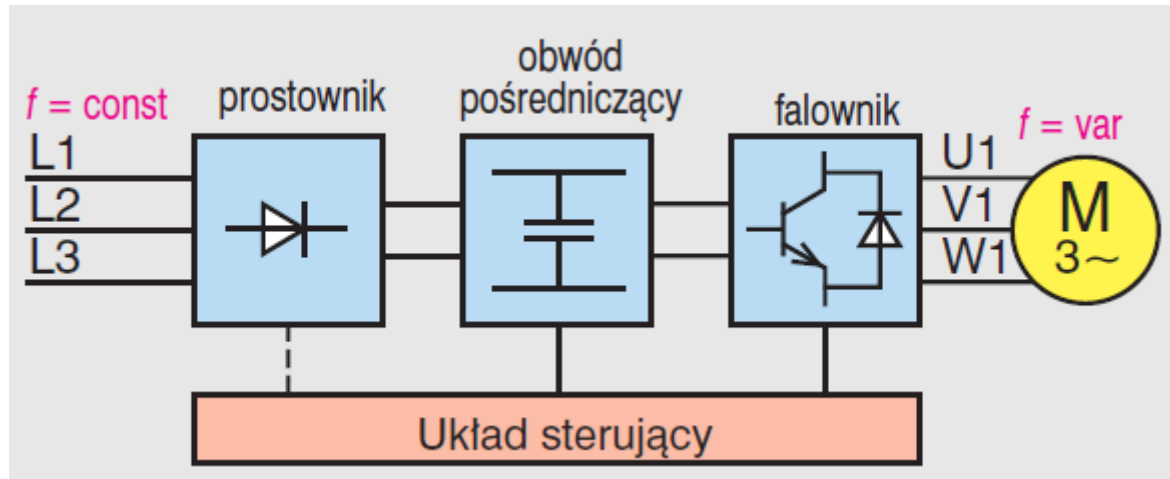 f = const
L1
L2
L3
prostownik
obwód
pośredniczący
falownik
U1
V1
W1
f = var
M
3~
Układ sterujący